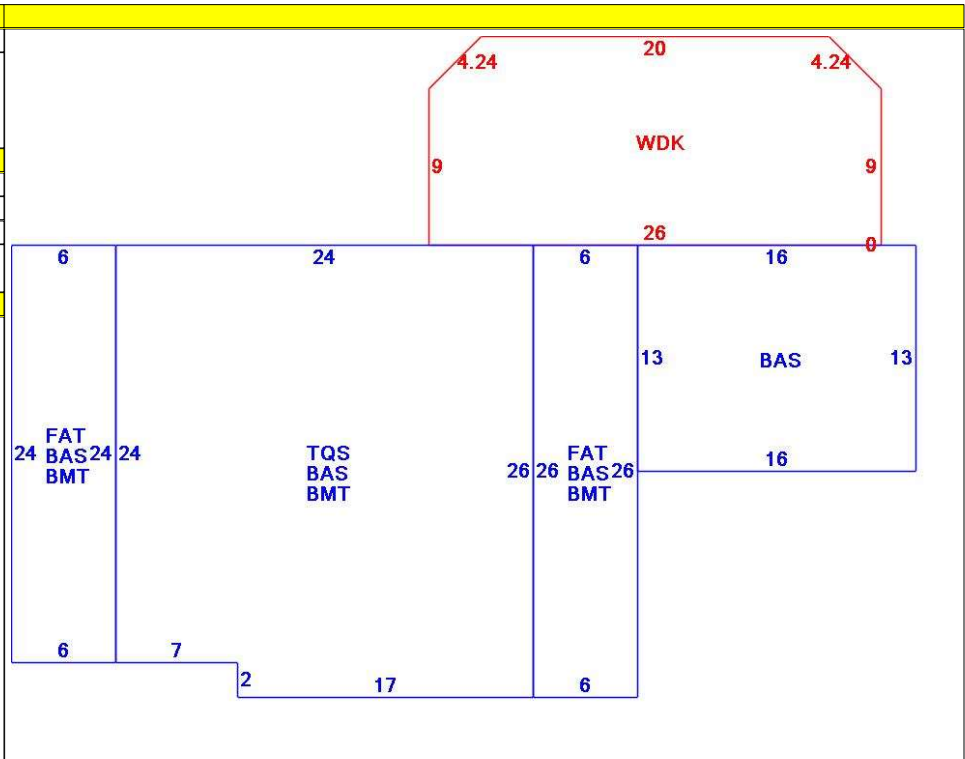 20
4.24 4.24
WDK
9 9
26 0
6 24 6 16
13 BAS 13
FAT
BAS
BMT
24 24 24
TQS
BAS
BMT
26 26 26
FAT
BAS
BMT
16
6 7
2 17 6